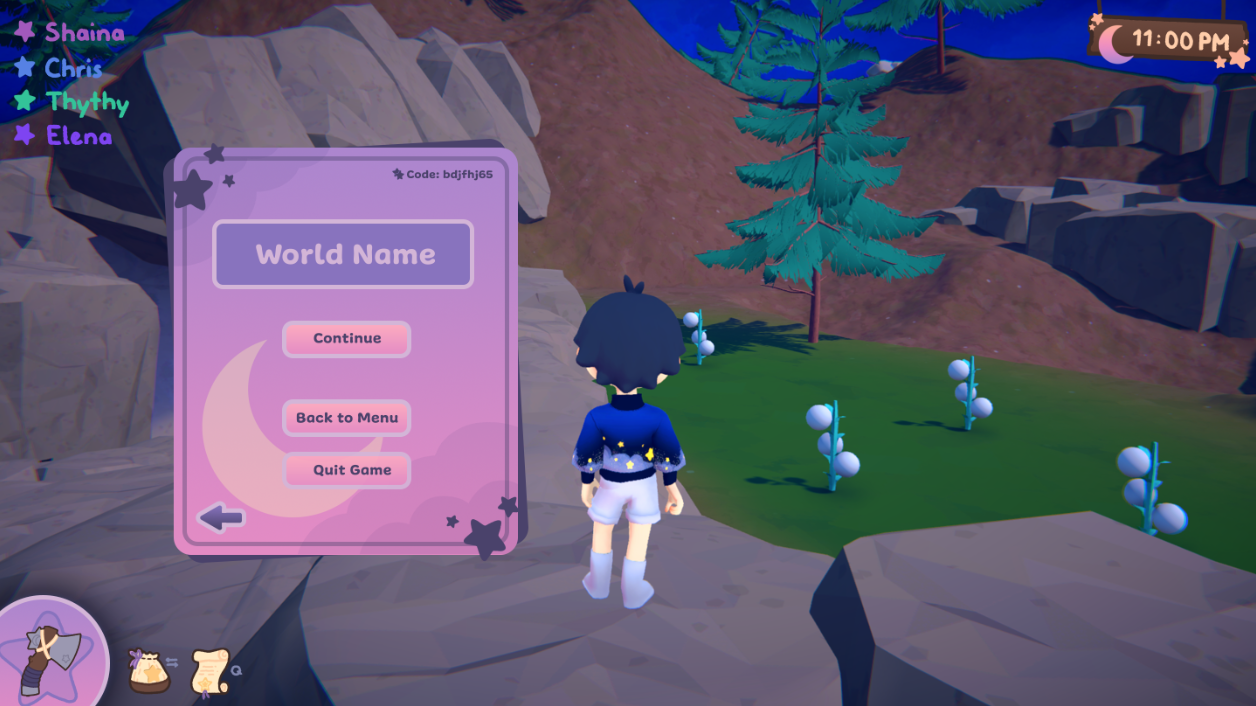 Shaina
Chris
Thythy
Elena
11:00 PM
Code: bdjfhj65
World Name
Continue
Back to Menu
Quit Game
Q